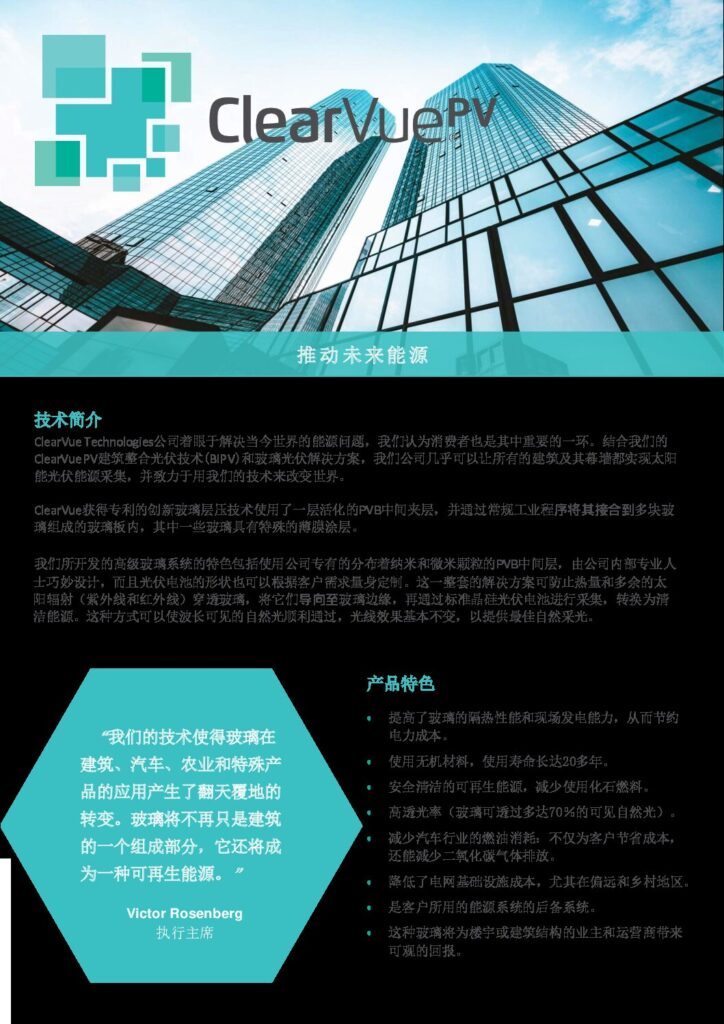 ClearVuePV
推动未来能源
技术简介
ClearVue Technologies公司着眼于解决当今世界的能源问题，我们认为消费者也是其中重要的一环。结合我们的
ClearVue PV建筑整合光伏技术(BIPV)和玻璃光伏解决方案，我们公司几乎可以让所有的建筑及其幕墙都实现太阳
能光伏能源采集，并致力于用我们的技术来改变世界。
ClearVue获得专利的创新玻璃层压技术使用了一层活化的PVB中间夹层，并通过常规工业程序将其接合到多块玻
璃组成的玻璃板内，其中一些玻璃具有特殊的薄膜涂层。
我们所开发的高级玻璃系统的特色包括使用公司专有的分布着纳米和微米颗粒的PVB中间层，由公司内部专业人
士巧妙设计，而且光伏电池的形状也可以根据客户需求量身定制。这一整套的解决方案可防止热量和多余的太
阳辐射（紫外线和红外线）穿透玻璃，将它们导向至玻璃边缘，再通过标准晶硅光伏电池进行采集，转换为清
洁能源。这种方式可以使波长可见的自然光顺利通过，光线效果基本不变，以提供最佳自然采光。
“我们的技术使得玻璃在
建筑、汽车、农业和特殊产
品的应用产生了翻天覆地的
转变。玻璃将不再只是建筑
的一个组成部分，它还将成
为一种可再生能源。”
Victor Rosenberg
执行主席
产品特色
• 提高了玻璃的隔热性能和现场发电能力，从而节约
电力成本。
• 使用无机材料，使用寿命长达20多年。
• 安全清洁的可再生能源，减少使用化石燃料。
• 高透光率（玻璃可透过多达70%的可见自然光）。
• 减少汽车行业的燃油消耗：不仅为客户节省成本，
还能减少二氧化碳气体排放。
• 降低了电网基础设施成本，尤其在偏远和乡村地区。
• 是客户所用的能源系统的后备系统。
• 这种玻璃将为楼宇或建筑结构的业主和运营商带来
可观的回报。